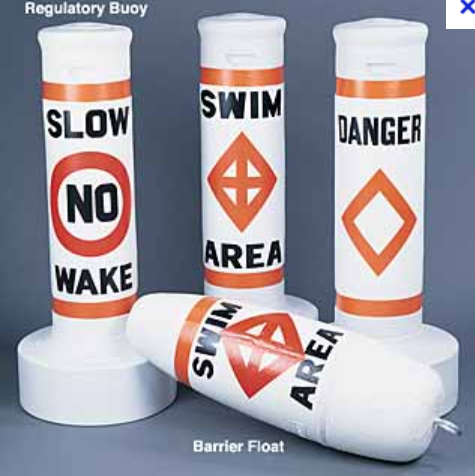 Regulatory Buoy
SLOW
NO
WAKE
SWIM
AREA
DANGER
SWIM
AREA
Barrier Float